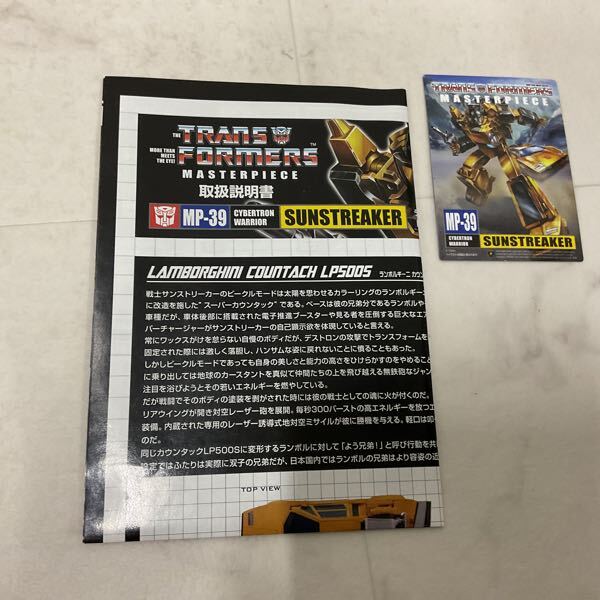 THE
TRANSFORMERS™
MORE THAN
MEETS
THE EYE!
MASTERPIECE
取扱説明書
MP-39
CYBERTRON
WARRIOR
SUNSTREAKER
LAMBORGHINI COUNTACH LP500S
ランボルギーニ カウン
戦士サンストリーカーのビークルモードは太陽を思わせるカラーリングのランボルギー
に改造を施した"スーパーカウンタック"である。ベースは彼の兄弟分であるランボルや
車種だが、車体後部に搭載された電子推進ブースターや見る者を圧倒する巨大なエア
パーチャージャーがサンストリーカーの自己顕示欲を体現していると言える。
常にワックスがけを怠らない自慢のボディだが、デストロンの攻撃でトランスフォームを
固定された際には激しく落胆し、ハンサムな姿に戻れないことに憤ることもあった。
しかしビークルモードであっても自身の美しさと能力の高さをひけらかすのをやめること
に乗り出しては地球のカースタントを真似て仲間たちの上を飛び越える無鉄砲なジャン
注目を浴びようとその若いエネルギーを燃やしている。
だが戦闘でそのボディの塗装を剥がされた時には彼の戦士としての魂に火が付くのだ。
リアウイングが開き対空レーザー砲を展開。毎秒300バーストの高エネルギーを放つエ
装備。内蔵された専用のレーザー誘導式地対空ミサイルが彼に勝機を与える。軽口は叩
のだ。
同じカウンタックLP500Sに変形するランボルに対して「よう兄弟!」と呼び行動を共
設定ではふたりは実際に双子の兄弟だが、日本国内ではランボルの兄弟はより容姿の近
TOP VIEW
TRANSFORMERS
MASTERPIECE
MP-39
CYBERTRON
WARRIOR
SUNSTREAKER